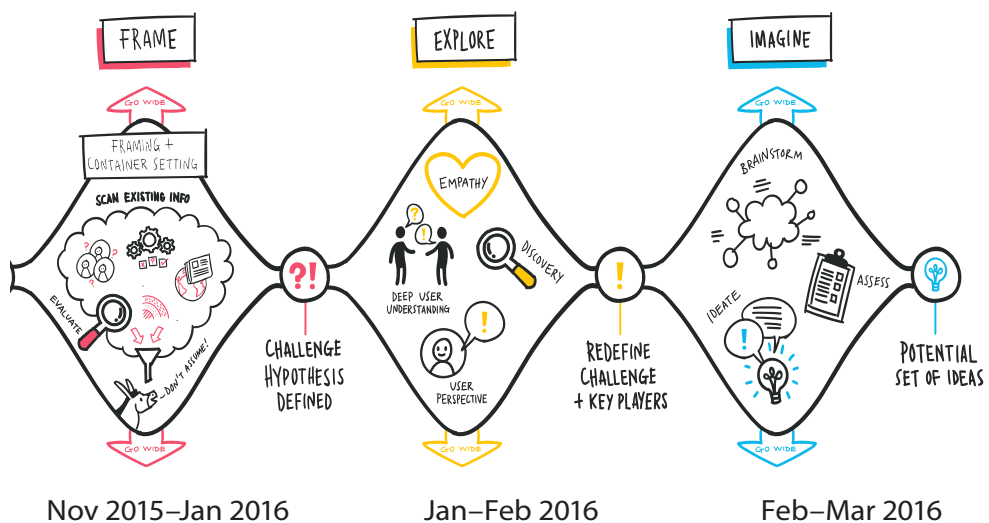 FRAME
GO WIDE
FRAMING +
CONTAINER SETTING
SCAN EXISTING INFO
?
?
?
EVALUATE
DON'T ASSUME!
GO WIDE
?!
CHALLENGE
HYPOTHESIS
DEFINED
Nov 2015–Jan 2016
EXPLORE
GO WIDE
EMPATHY
?
!
DEEP USER
UNDERSTANDING
DISCOVERY
!
USER
PERSPECTIVE
GO WIDE
!
REDEFINE
CHALLENGE
+ KEY PLAYERS
Jan–Feb 2016
IMAGINE
GO WIDE
BRAINSTORM
ASSESS
IDEATE
!
GO WIDE
POTENTIAL
SET OF IDEAS
Feb–Mar 2016